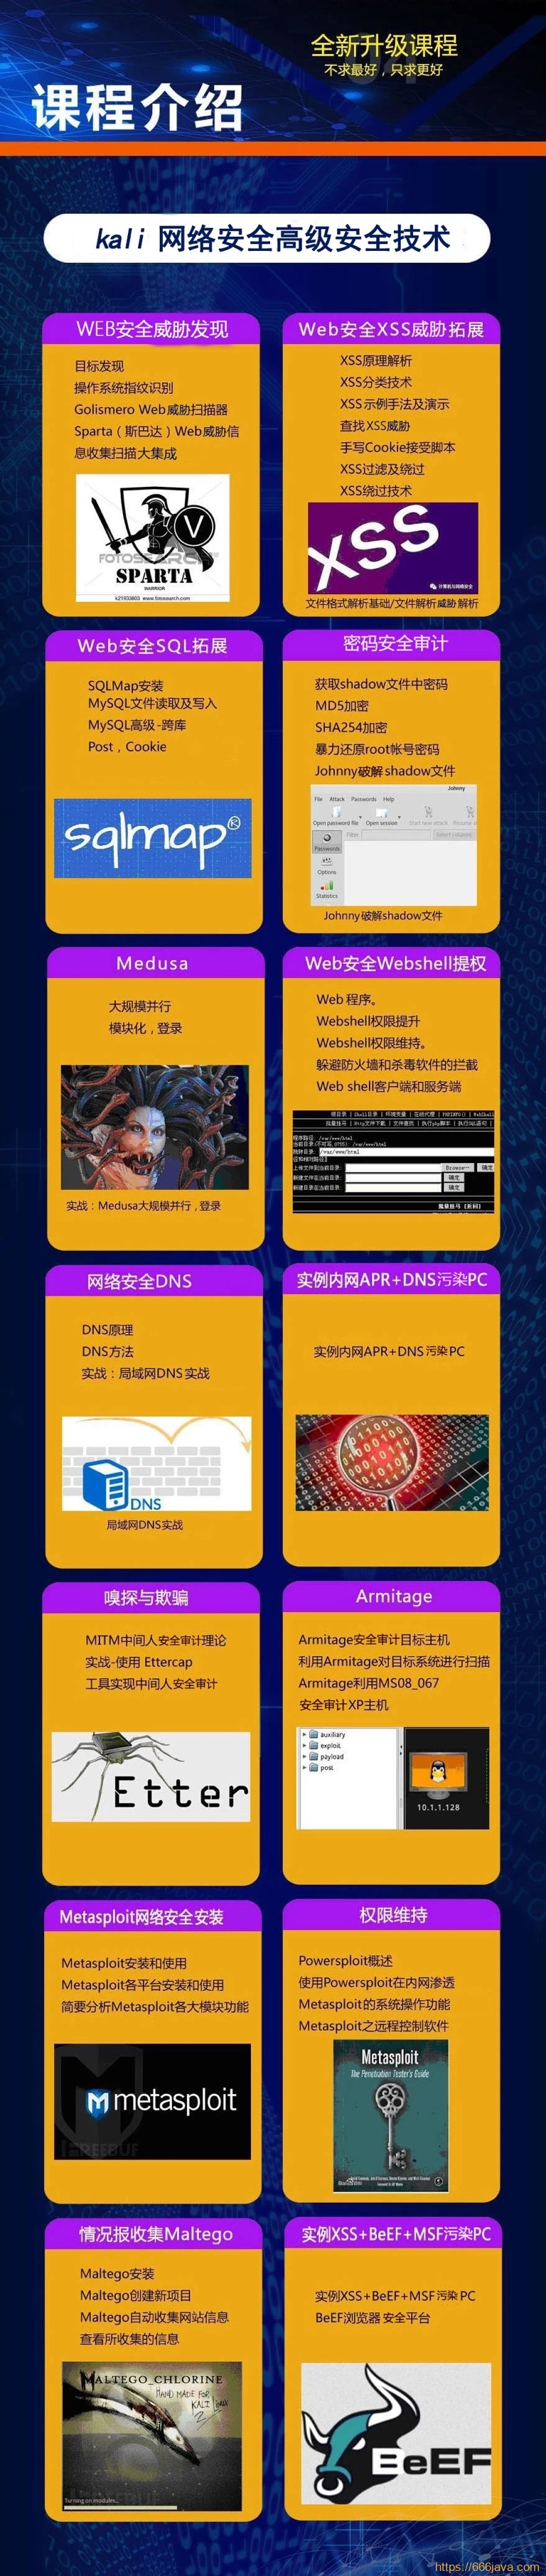 全新升级课程
不求最好，只求更好
课程介绍
kali 网络安全高级安全技术
WEB安全威胁发现
目标发现
操作系统指纹识别
Golismero Web威胁扫描器
Sparta（斯巴达）Web威胁信
息收集扫描大集成
V
FOTOSEARCH
SPARTA
WARRIOR
k21933803 www.fotosearch.com
Web安全XSS威胁拓展
XSS原理解析
XSS分类技术
XSS示例手法及演示
查找XSS威胁
手写Cookie接受脚本
XSS过滤及绕过
XSS绕过技术
XSS
计算机与网络安全
文件格式解析基础/文件解析威胁解析
Web安全SQL拓展
SQLMap安装
MySQL文件读取及写入
MySQL高级-跨库
Post，Cookie
sqlmap®
密码安全审计
获取shadow文件中密码
MD5加密
SHA254加密
暴力还原root帐号密码
Johnny破解shadow文件
Johnny
File Attack Passwords Help
Open password file Open session Start new attack Resume
Passwords Filter Select columns
Options
Statistics
Johnny破解shadow文件
Medusa
大规模并行
模块化，登录
实战：Medusa大规模并行，登录
Web安全Webshell提权
Web 程序。
Webshell权限提升
Webshell权限维持。
躲避防火墙和杀毒软件的拦截
Web shell客户端和服务端
网络安全DNS
DNS原理
DNS方法
实战：局域网DNS实战
DNS
局域网DNS实战
实例内网APR+DNS污染PC
实例内网APR+DNS污染PC
嗅探与欺骗
MITM中间人安全审计理论
实战-使用 Ettercap
工具实现中间人安全审计
Etter
Armitage
Armitage安全审计目标主机
利用Armitage对目标系统进行扫描
Armitage利用MS08_067
安全审计XP主机
auxiliary
exploit
payload
post
10.1.1.128
Metasploit网络安全安装
Metasploit安装和使用
Metasploit各平台安装和使用
简要分析Metasploit各大模块功能
metasploit
REEBUF
权限维持
Powersploit概述
使用Powersploit在内网渗透
Metasploit的系统操作功能
Metasploit之远程控制软件
Metasploit
The Penetration Tester's Guide
情况报收集Maltego
Maltego安装
Maltego创建新项目
Maltego自动收集网站信息
查看所收集的信息
MALTEGO CHLORINE
HAND MADE FOR
KALI LINUX
2
Turning on modules...
实例XSS+BeEF+MSF污染PC
实例XSS+BeEF+MSF污染PC
BeEF浏览器安全平台
BeEF
https://666java.com